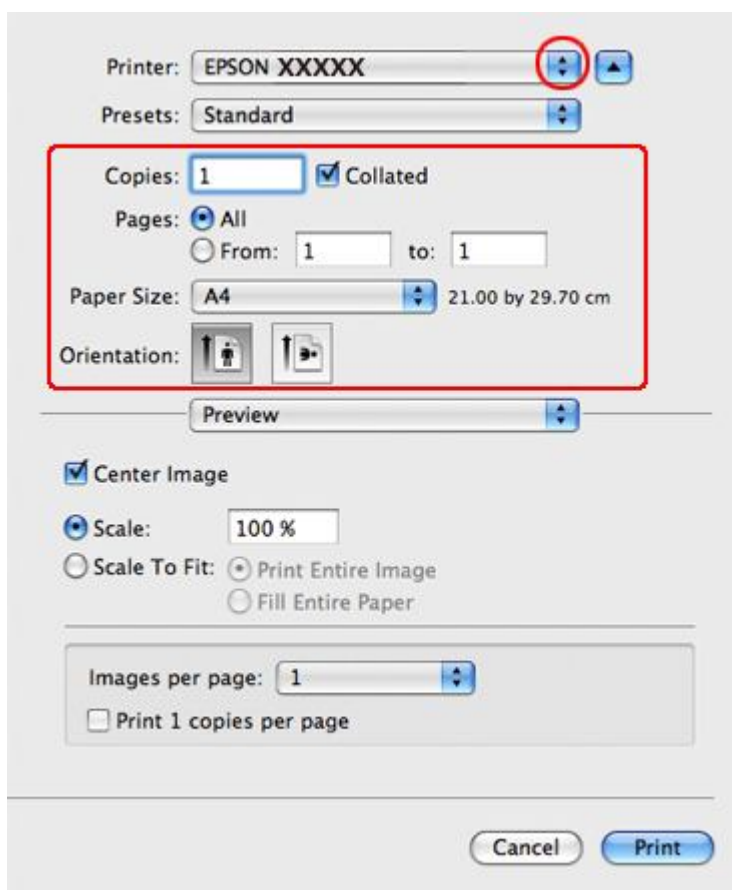 Printer: EPSON XXXXX
Presets: Standard
Copies: 1 Collated
Pages: All
From: 1 to: 1
Paper Size: A4 21.00 by 29.70 cm
Orientation:
Preview
Center Image
Scale: 100 %
Scale To Fit: Print Entire Image
Fill Entire Paper
Images per page: 1
Print 1 copies per page
Cancel Print